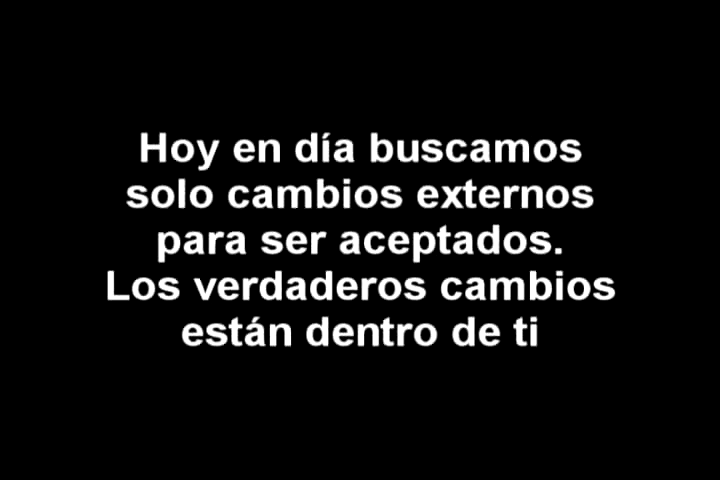 Hoy en día buscamos
solo cambios externos
para ser aceptados.
Los verdaderos cambios
están dentro de ti